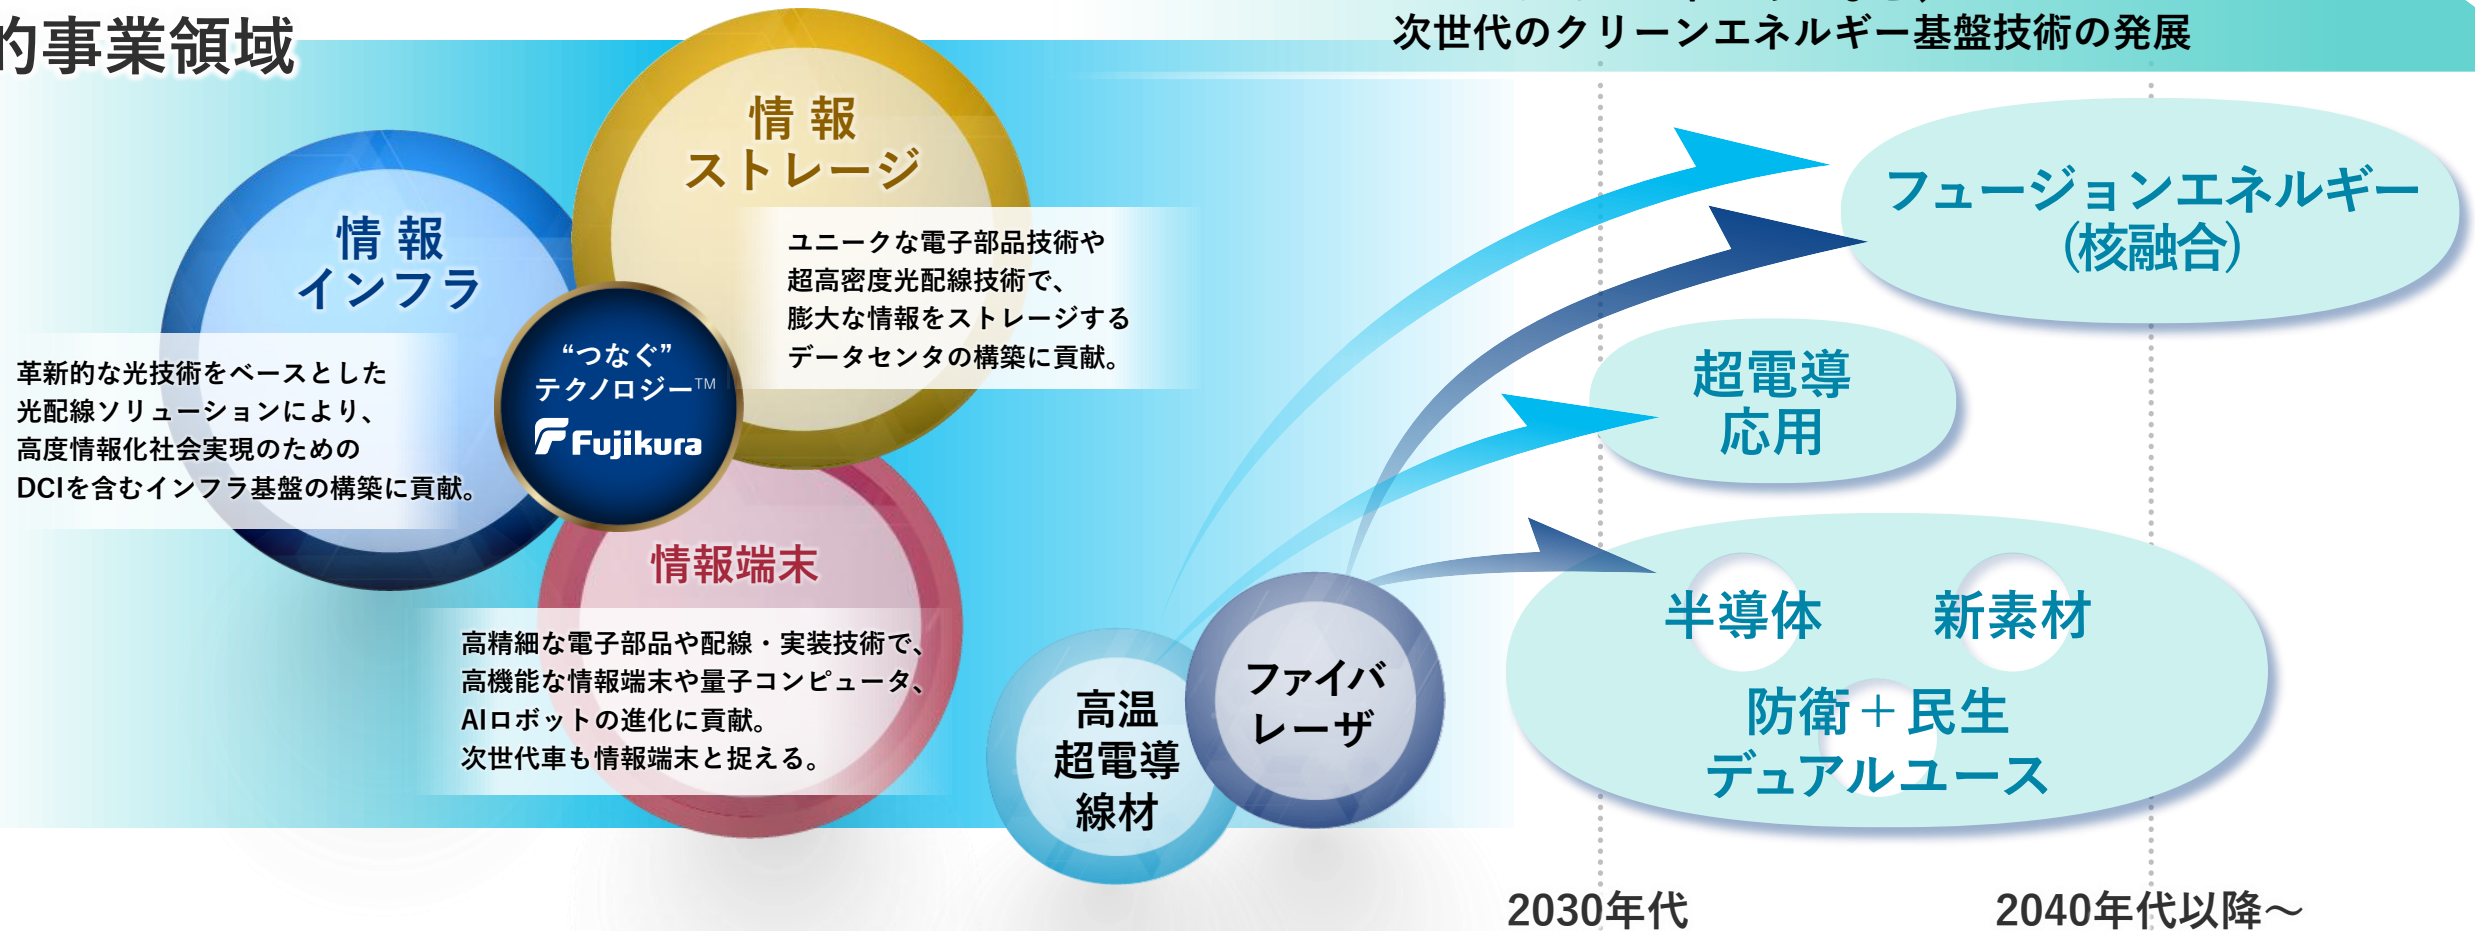 的事業領域
次世代のクリーンエネルギー基盤技術の発展
情報
ストレージ
ユニークな電子部品技術や
超高密度光配線技術で、
膨大な情報をストレージする
データセンタの構築に貢献。
情報
インフラ
革新的な光技術をベースとした
光配線ソリューションにより、
高度情報化社会実現のための
DCIを含むインフラ基盤の構築に貢献。
“つなぐ”
テクノロジー™
Fujikura
情報端末
高精細な電子部品や配線・実装技術で、
高機能な情報端末や量子コンピュータ、
AIロボットの進化に貢献。
次世代車も情報端末と捉える。
高温
超電導
線材
ファイバ
レーザ
フュージョンエネルギー
(核融合)
超電導
応用
半導体
新素材
防衛+民生
デュアルユース
2030年代
2040年代以降〜